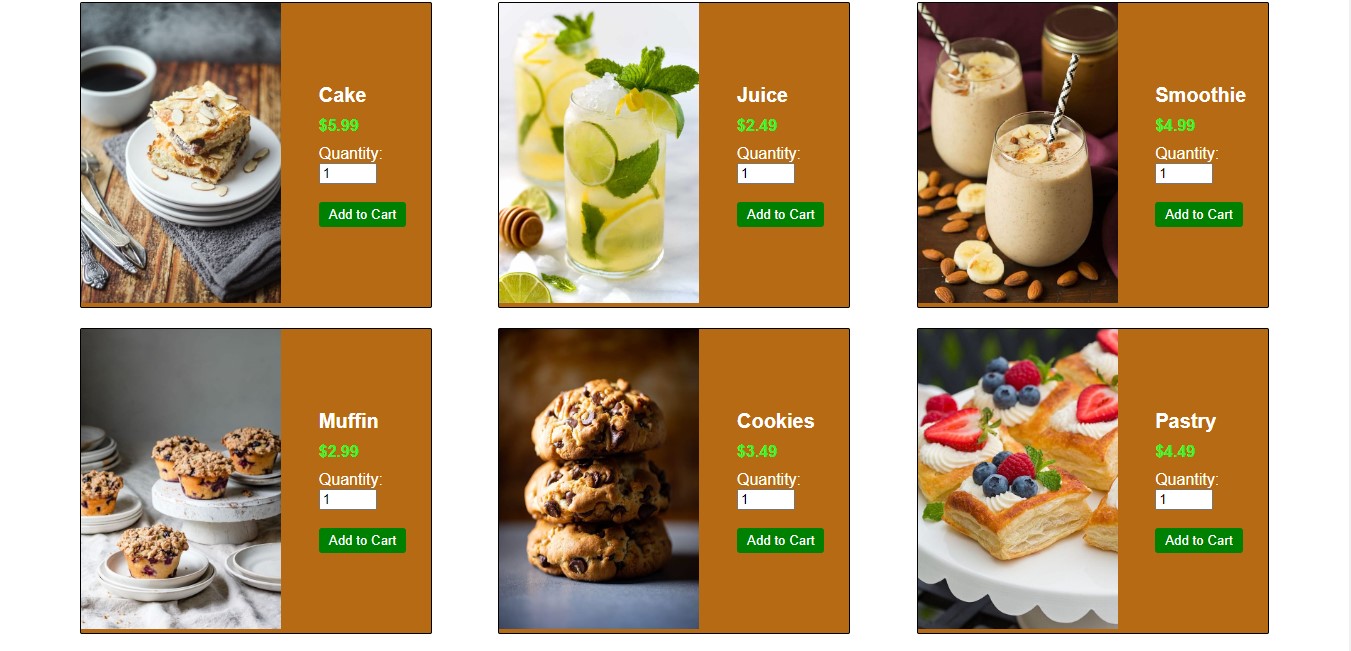 Cake
$5.99
Quantity:
1
Add to Cart
Juice
$2.49
Quantity:
1
Add to Cart
Smoothie
$4.99
Quantity:
1
Add to Cart
Muffin
$2.99
Quantity:
1
Add to Cart
Cookies
$3.49
Quantity:
1
Add to Cart
Pastry
$4.49
Quantity:
1
Add to Cart